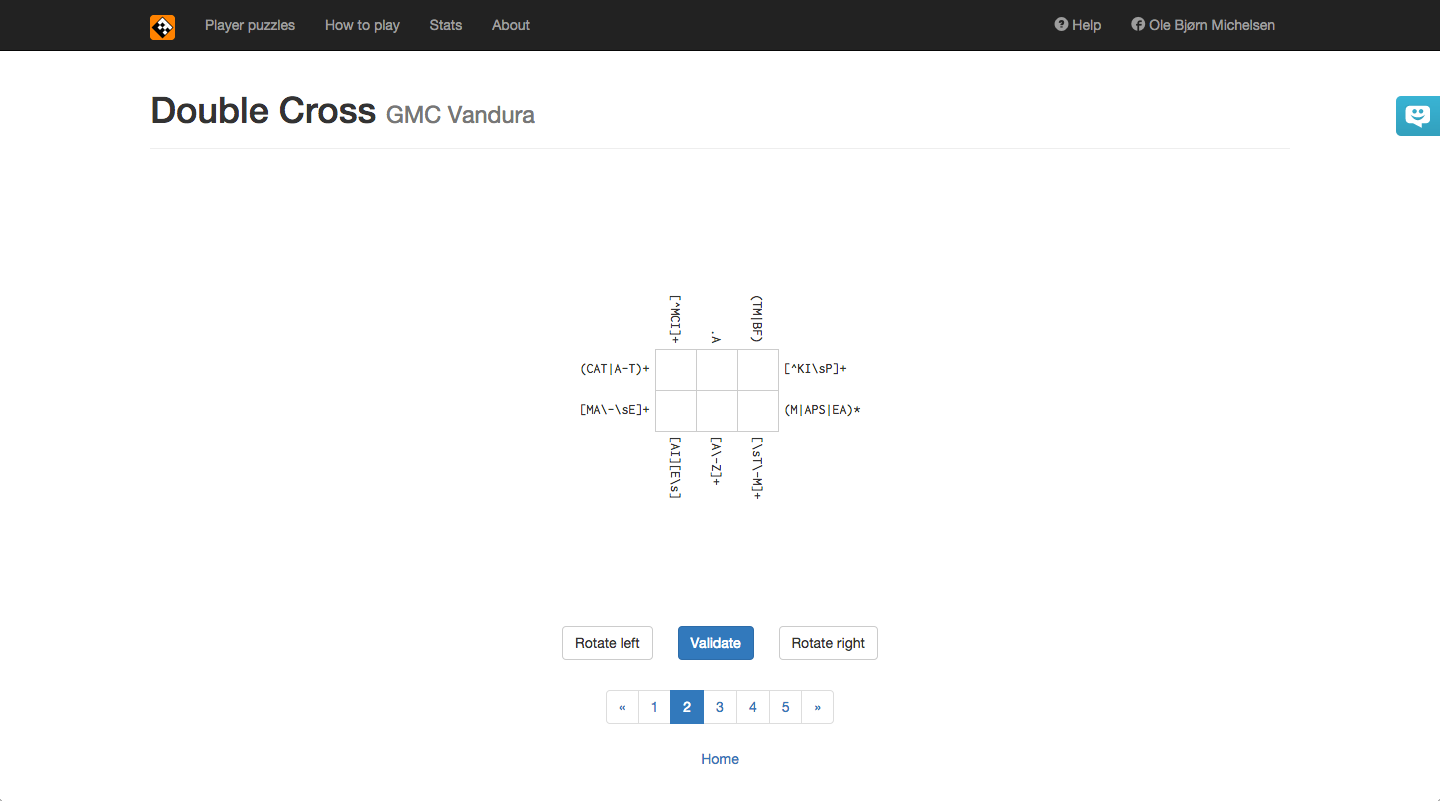 Player puzzles How to play Stats About Help Ole Bjørn Michelsen
Double Cross GMC Vandura
[^MCI]+ .A (TM|BF)
(CAT|A-T)+ [^KI\sP]+
[MA\-\sE]+ (M|APS|EA)*
[AI][E\s] [A\-Z]+ [\sT\-M]+
Rotate left Validate Rotate right
« 1 2 3 4 5 »
Home